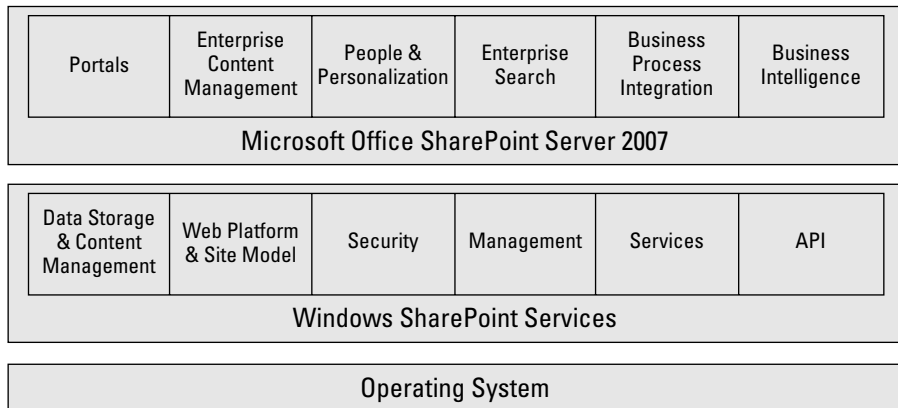 Portals
Enterprise
Content
Management
People &
Personalization
Enterprise
Search
Business
Process
Integration
Business
Intelligence
Microsoft Office SharePoint Server 2007
Data Storage
& Content
Management
Web Platform
& Site Model
Security
Management
Services
API
Windows SharePoint Services
Operating System